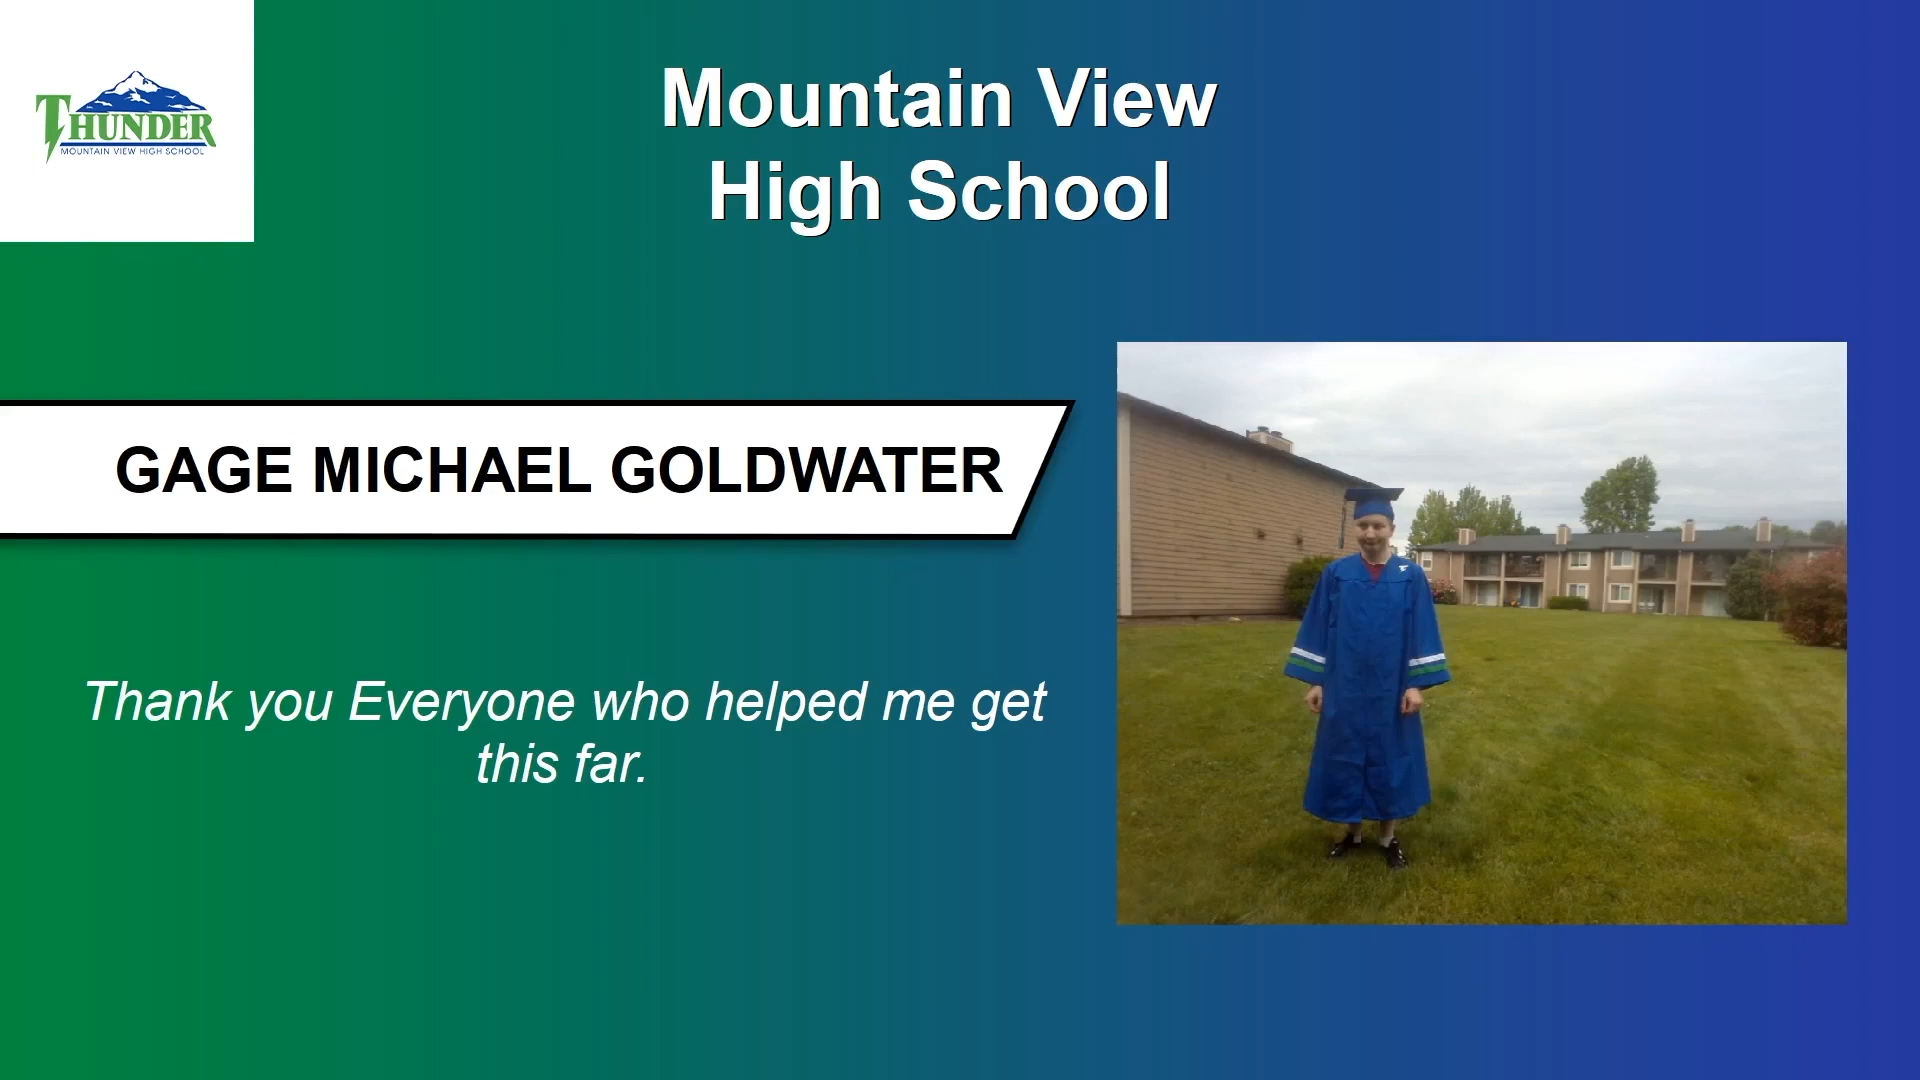 THUNDER
MOUNTAIN VIEW HIGH SCHOOL
Mountain View
High School
GAGE MICHAEL GOLDWATER
Thank you Everyone who helped me get
this far.